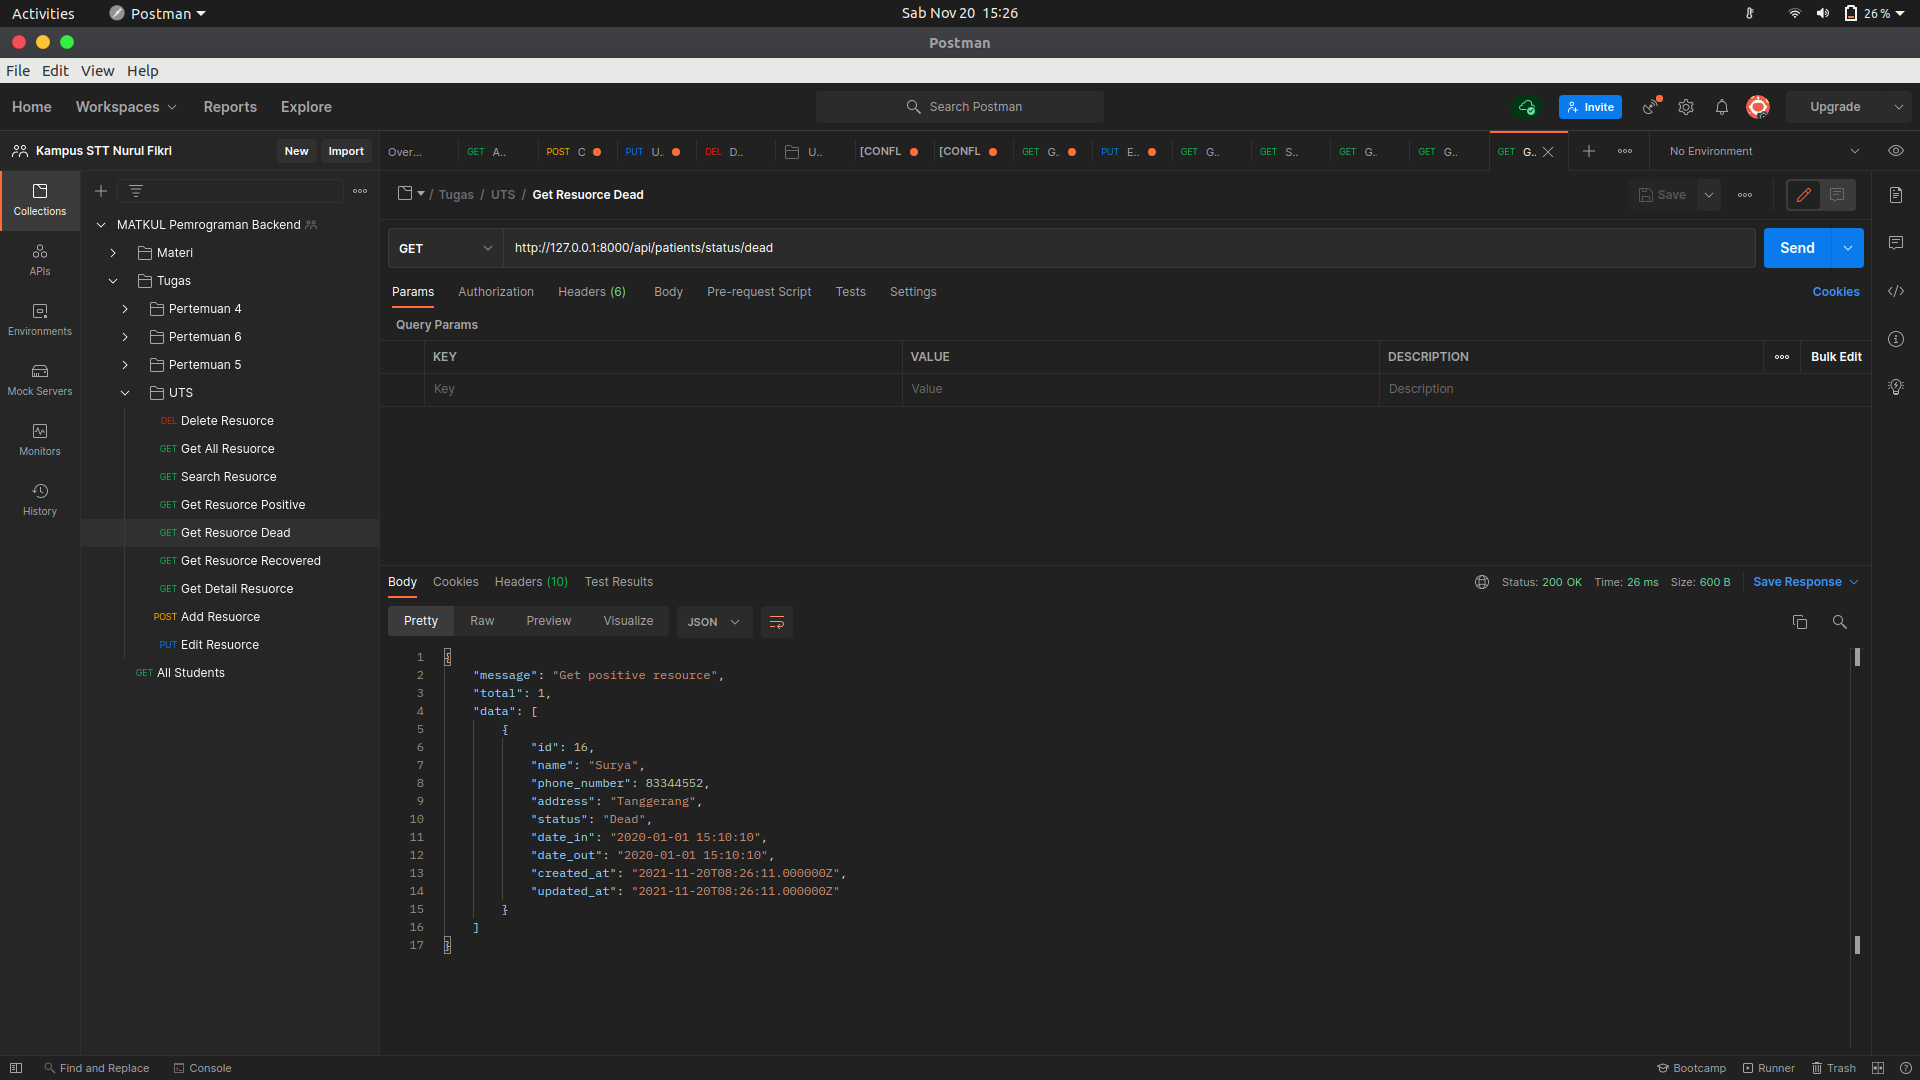 Activities Postman Sab Nov 20 15:26 26 %
Postman
File Edit View Help
Home Workspaces Reports Explore Search Postman Invite Upgrade
Kampus STT Nurul Fikri New Import Over... GET A.. POST C PUT U. DEL D.. U.. [CONFL [CONFL GET G. PUT E.. GET G.. GET S.. GET G. GET G.. GET G. No Environment
Collections
APIs
Environments
Mock Servers
Monitors
History
MATKUL Pemrograman Backend
Materi
Tugas
Pertemuan 4
Pertemuan 6
Pertemuan 5
UTS
DEL Delete Resuorce
GET Get All Resuorce
GET Search Resuorce
GET Get Resuorce Positive
GET Get Resuorce Dead
GET Get Resuorce Recovered
GET Get Detail Resuorce
POST Add Resuorce
PUT Edit Resuorce
GET All Students
/ Tugas / UTS / Get Resuorce Dead Save
GET http://127.0.0.1:8000/api/patients/status/dead Send
Params Authorization Headers (6) Body Pre-request Script Tests Settings Cookies
Query Params
KEY VALUE DESCRIPTION Bulk Edit
Key Value Description
Body Cookies Headers (10) Test Results Status: 200 OK Time: 26 ms Size: 600 B Save Response
Pretty Raw Preview Visualize JSON
1 {
2 "message": "Get positive resource",
3 "total": 1,
4 "data": [
5 {
6 "id": 16,
7 "name": "Surya",
8 "phone_number": 83344552,
9 "address": "Tanggerang",
10 "status": "Dead",
11 "date_in": "2020-01-01 15:10:10",
12 "date_out": "2020-01-01 15:10:10",
13 "created_at": "2021-11-20T08:26:11.000000Z",
14 "updated_at": "2021-11-20T08:26:11.000000Z"
15 }
16 ]
17 }
Find and Replace Console Bootcamp Runner Trash